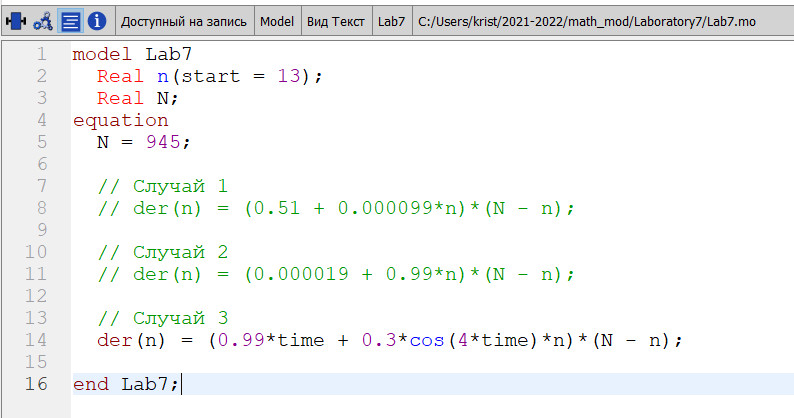 Доступный на запись Model Вид Текст Lab7 C:/Users/krist/2021-2022/math_mod/Laboratory7/Lab7.mo
1 model Lab7
2 Real n(start = 13);
3 Real N;
4 equation
5 N = 945;
6
7 // Случай 1
8 // der(n) = (0.51 + 0.000099*n)*(N - n);
9
10 // Случай 2
11 // der(n) = (0.000019 + 0.99*n)*(N - n);
12
13 // Случай 3
14 der(n) = (0.99*time + 0.3*cos(4*time)*n)*(N - n);
15
16 end Lab7;